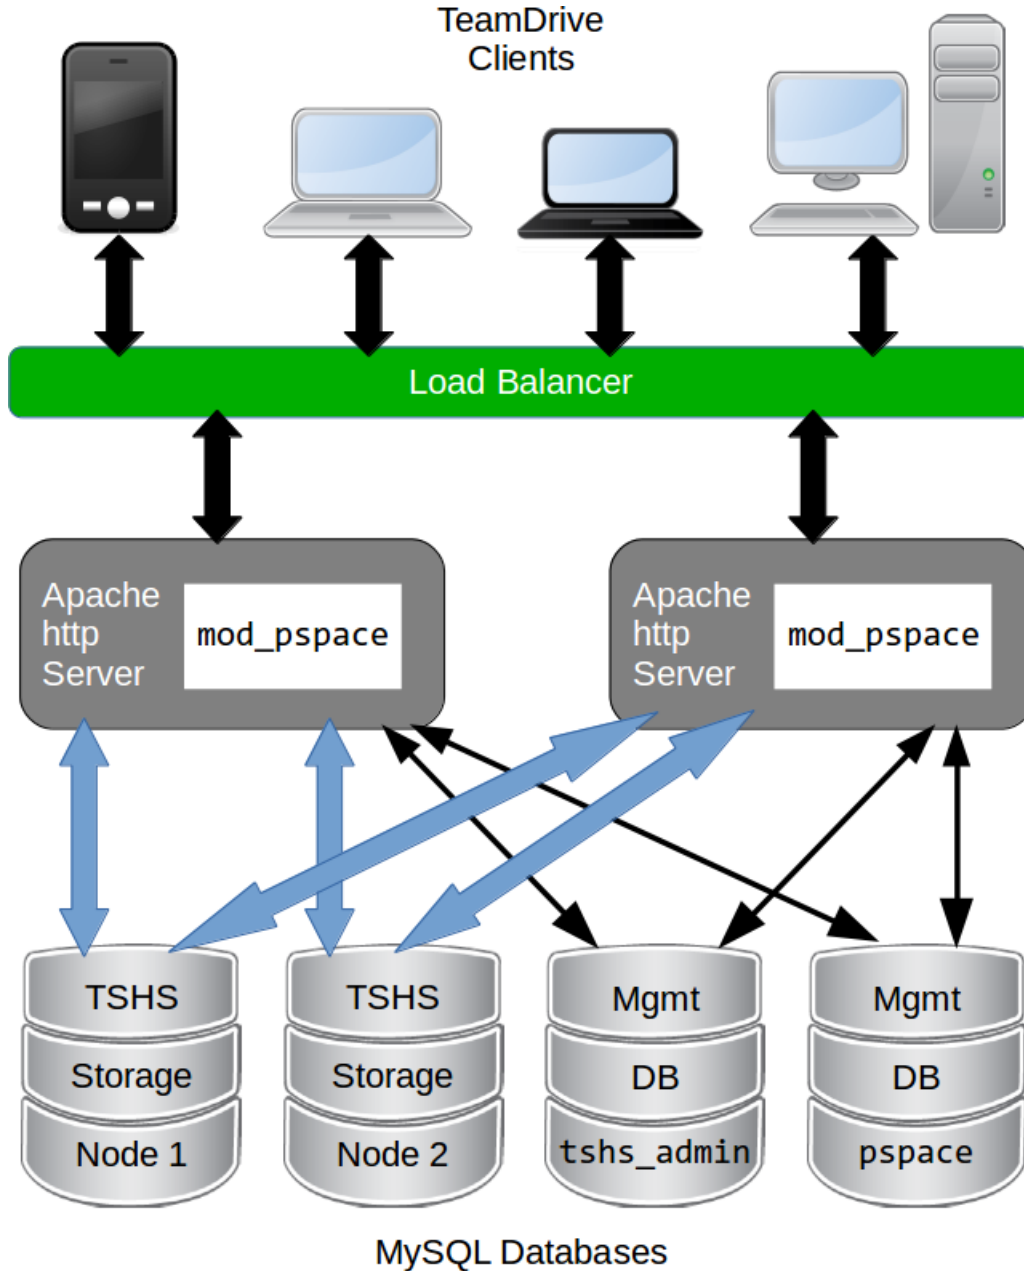 TeamDrive
Clients
Load Balancer
Apache
http
Server
mod_pspace
Apache
http
Server
mod_pspace
TSHS
Storage
Node 1
TSHS
Storage
Node 2
Mgmt
DB
tshs_admin
Mgmt
DB
pspace
MySQL Databases